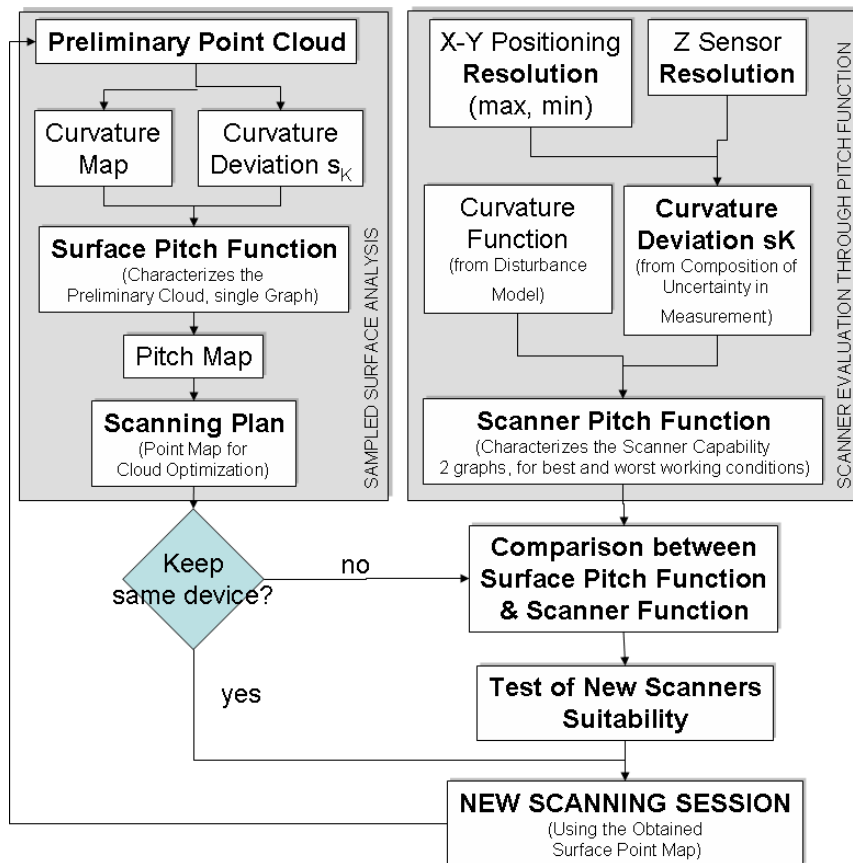 Preliminary Point Cloud
Curvature
Map
Curvature
Deviation sK
Surface Pitch Function
(Characterizes the
Preliminary Cloud, single Graph)
Pitch Map
Scanning Plan
(Point Map for
Cloud Optimization)
SAMPLED SURFACE ANALYSIS
X-Y Positioning
Resolution
(max, min)
Z Sensor
Resolution
Curvature
Function
(from Disturbance
Model)
Curvature
Deviation sK
(from Composition of
Uncertainty in
Measurement)
Scanner Pitch Function
(Characterizes the Scanner Capability
2 graphs, for best and worst working conditions)
SCANNER EVALUATION THROUGH PITCH FUNCTION
Keep
same device?
no
yes
Comparison between
Surface Pitch Function
& Scanner Function
Test of New Scanners
Suitability
NEW SCANNING SESSION
(Using the Obtained
Surface Point Map)